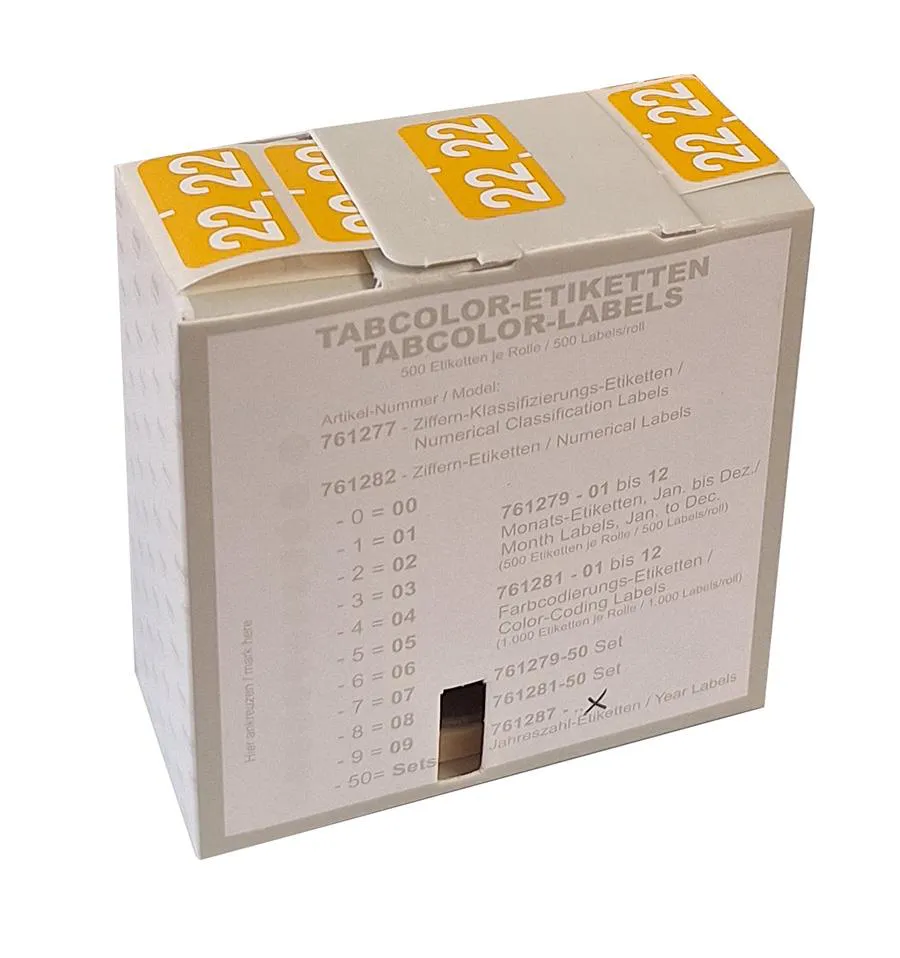 22 22
22 22
22 22
22 22
TABCOLOR-ETIKETTEN
TABCOLOR-LABELS
500 Etiketten je Rolle / 500 Labels/roll
Artikel-Nummer / Model:
761277 - Ziffern-Klassifizierungs-Etiketten /
Numerical Classification Labels
761282 - Ziffern-Etiketten / Numerical Labels
- 0 = 00
- 1 = 01
- 2 = 02
- 3 = 03
- 4 = 04
- 5 = 05
- 6 = 06
- 7 = 07
- 8 = 08
- 9 = 09
- 50= Sets
761279 - 01 bis 12
Monats-Etiketten, Jan. bis Dez./
Month Labels, Jan. to Dec.
(500 Etiketten je Rolle / 500 Labels/roll)
761281 - 01 bis 12
Farbcodierungs-Etiketten /
Color-Coding Labels
(1.000 Etiketten je Rolle / 1.000 Labels/roll)
761279-50 Set
761281-50 Set
761287 - .. X
Jahreszahl-Etiketten / Year Labels
Hier ankreuzen / mark here